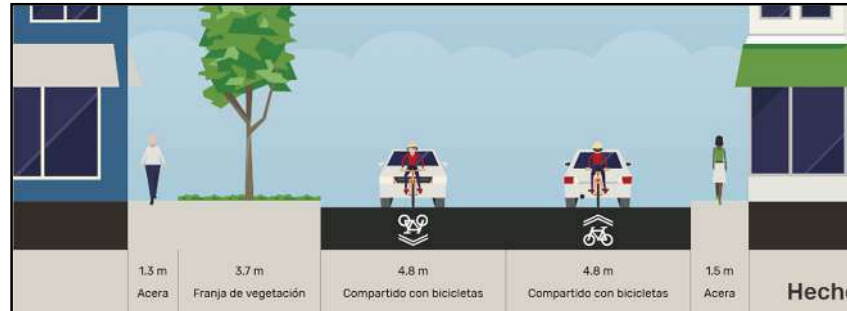 1.3 m
Acera
3.7 m
Franja de vegetación
4.8 m
Compartido con bicicletas
4.8 m
Compartido con bicicletas
1.5 m
Acera